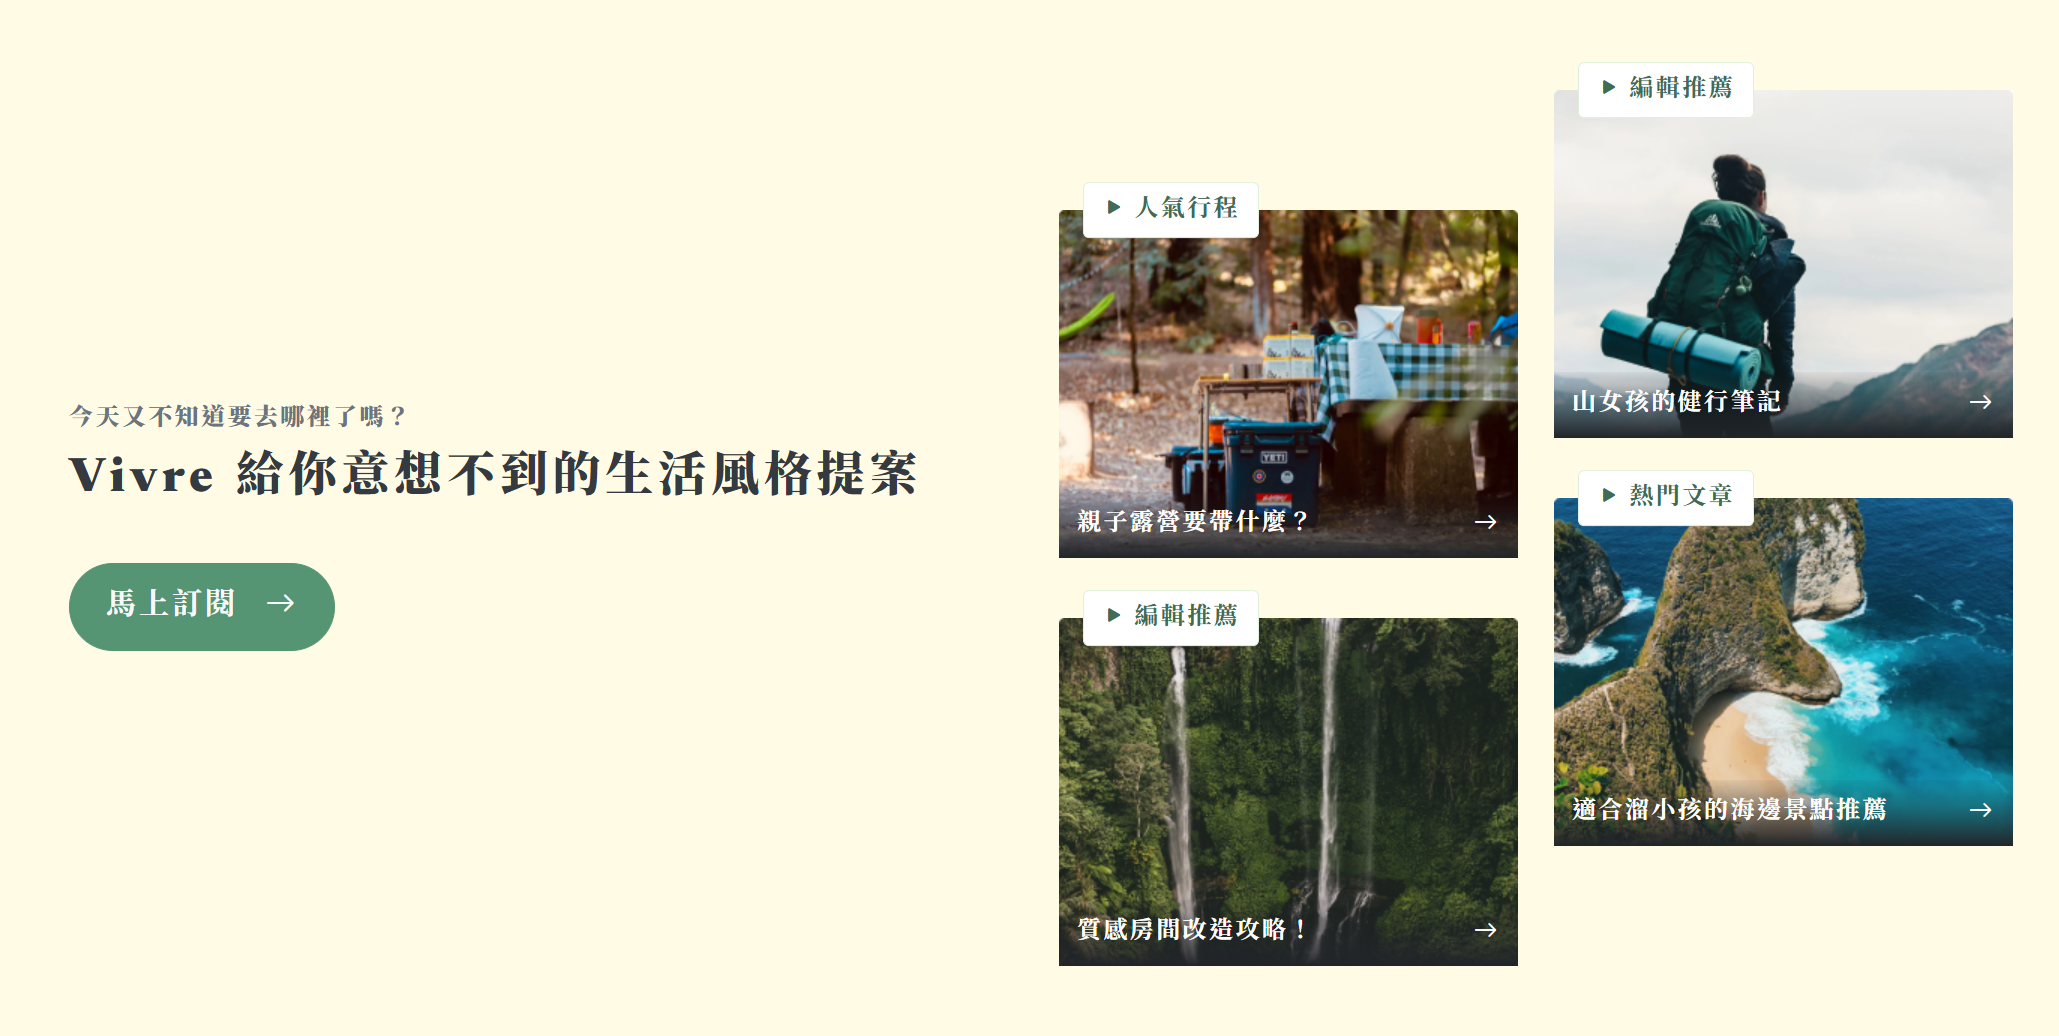 今天又不知道要去哪裡了嗎？
Vivre 給你意想不到的生活風格提案
馬上訂閱
人氣行程
YETI
親子露營要帶什麼？
編輯推薦
質感房間改造攻略！
編輯推薦
山女孩的健行筆記
熱門文章
適合溜小孩的海邊景點推薦